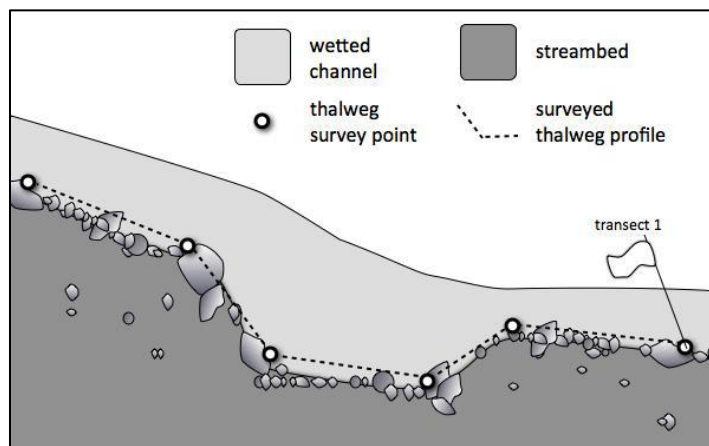 wetted
channel
streambed
thalweg
survey point
surveyed
thalweg profile
transect 1